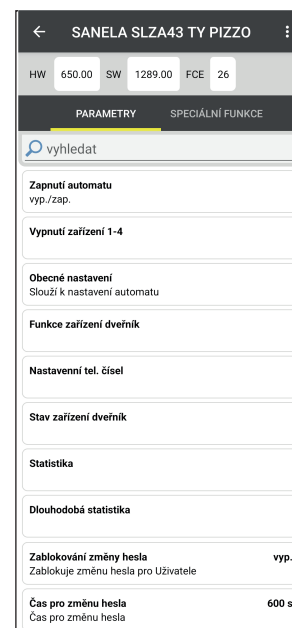 SANELA SLZA43 TY PIZZO
HW 650.00 SW 1289.00 FCE 26
PARAMETRY SPECIÁLNÍ FUNKCE
vyhledat
Zapnutí automatu
vyp./zap.
Vypnutí zařízení 1-4
Obecné nastavení
Slouží k nastavení automatu
Funkce zařízení dveřník
Nastavenní tel. čísel
Stav zařízení dveřník
Statistika
Dlouhodobá statistika
Zablokování změny hesla vyp.
Zablokuje změnu hesla pro Uživatele
Čas pro změnu hesla 600 s
Čas pro změnu hesla